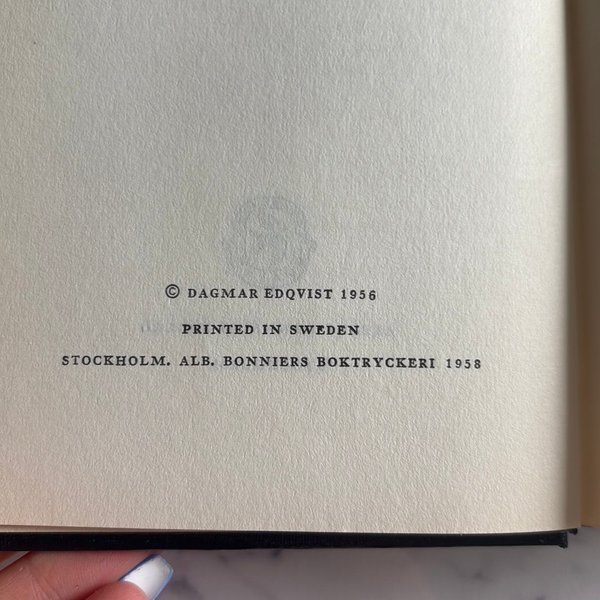 © DAGMAR EDQVIST 1956
PRINTED IN SWEDEN
STOCKHOLM. ALB. BONNIERS BOKTRYCKERI 1958